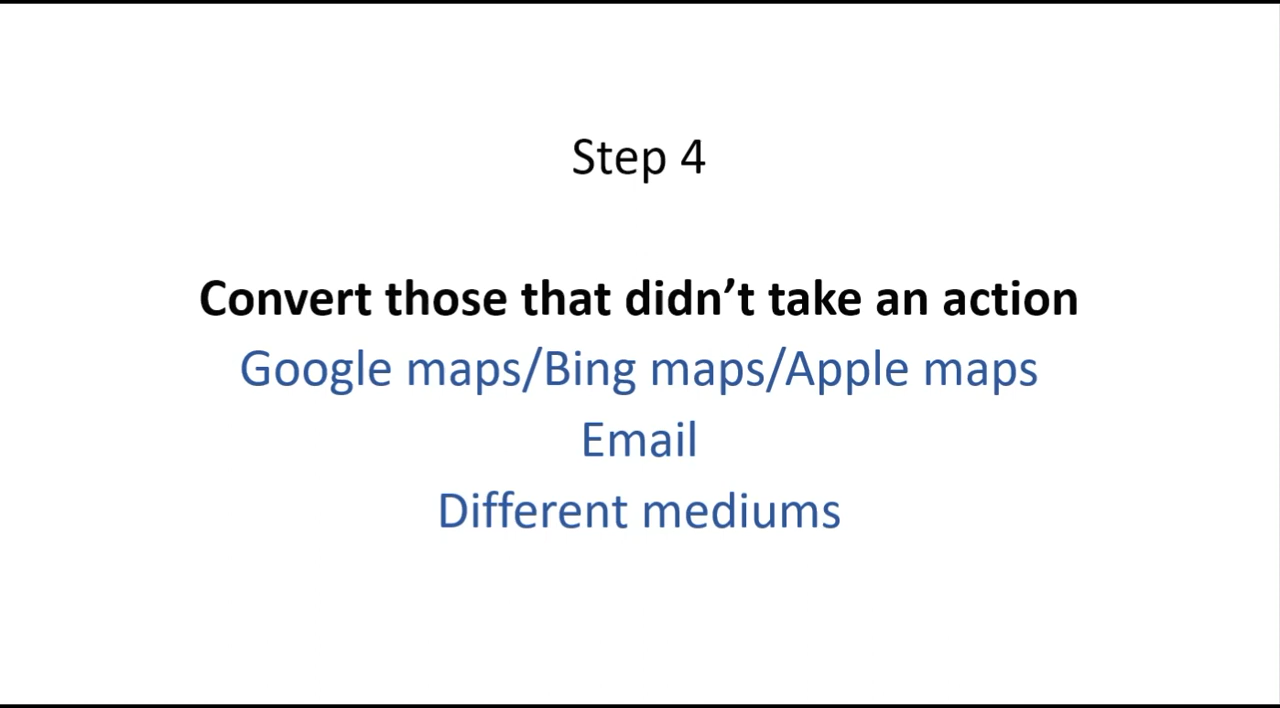 Step 4
Convert those that didn’t take an action
Google maps/Bing maps/Apple maps
Email
Different mediums